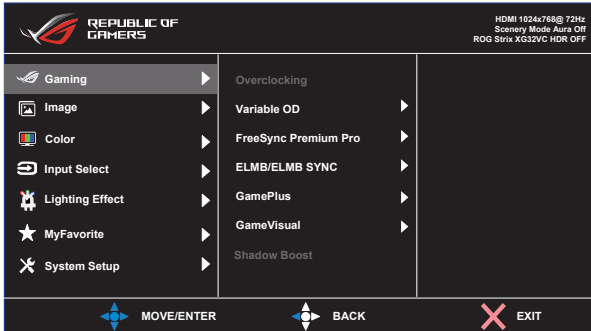 REPUBLIC OF
GAMERS
HDMI 1024x768@ 72Hz
Scenery Mode Aura Off
ROG Strix XG32VC HDR OFF
Gaming
Image
Color
Input Select
Lighting Effect
MyFavorite
System Setup
Overclocking
Variable OD
FreeSync Premium Pro
ELMB/ELMB SYNC
GamePlus
GameVisual
Shadow Boost
MOVE/ENTER
BACK
EXIT